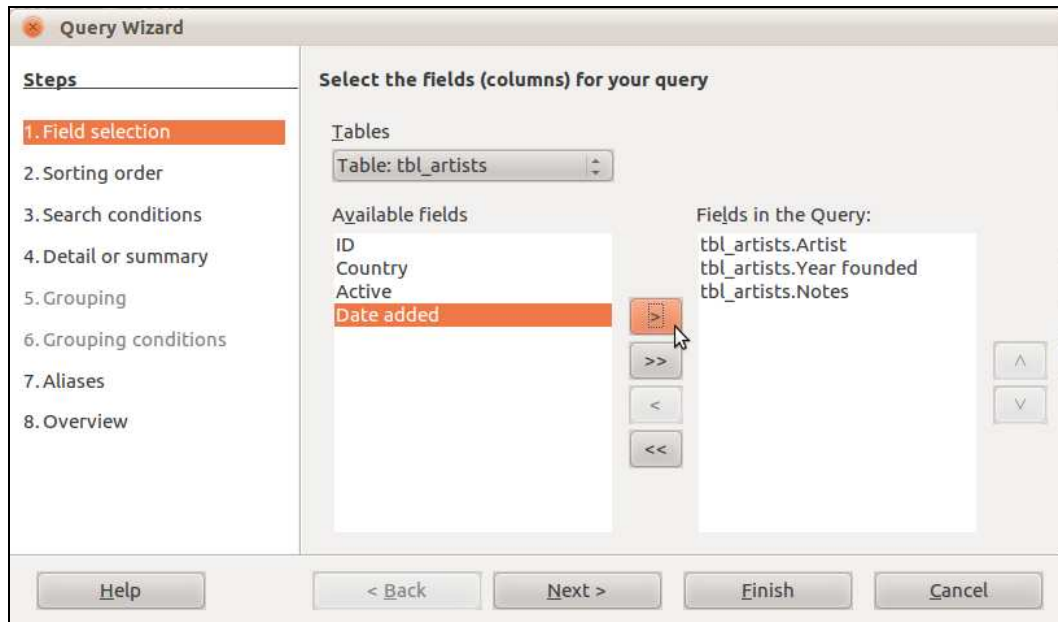 Query Wizard
Steps
1. Field selection
2. Sorting order
3. Search conditions
4. Detail or summary
5. Grouping
6. Grouping conditions
7. Aliases
8. Overview
Select the fields (columns) for your query
Tables
Table: tbl_artists
Available fields
ID
Country
Active
Date added
>
>>
<
<<
Fields in the Query:
tbl_artists.Artist
tbl_artists.Year founded
tbl_artists.Notes
Help
< Back
Next >
Finish
Cancel